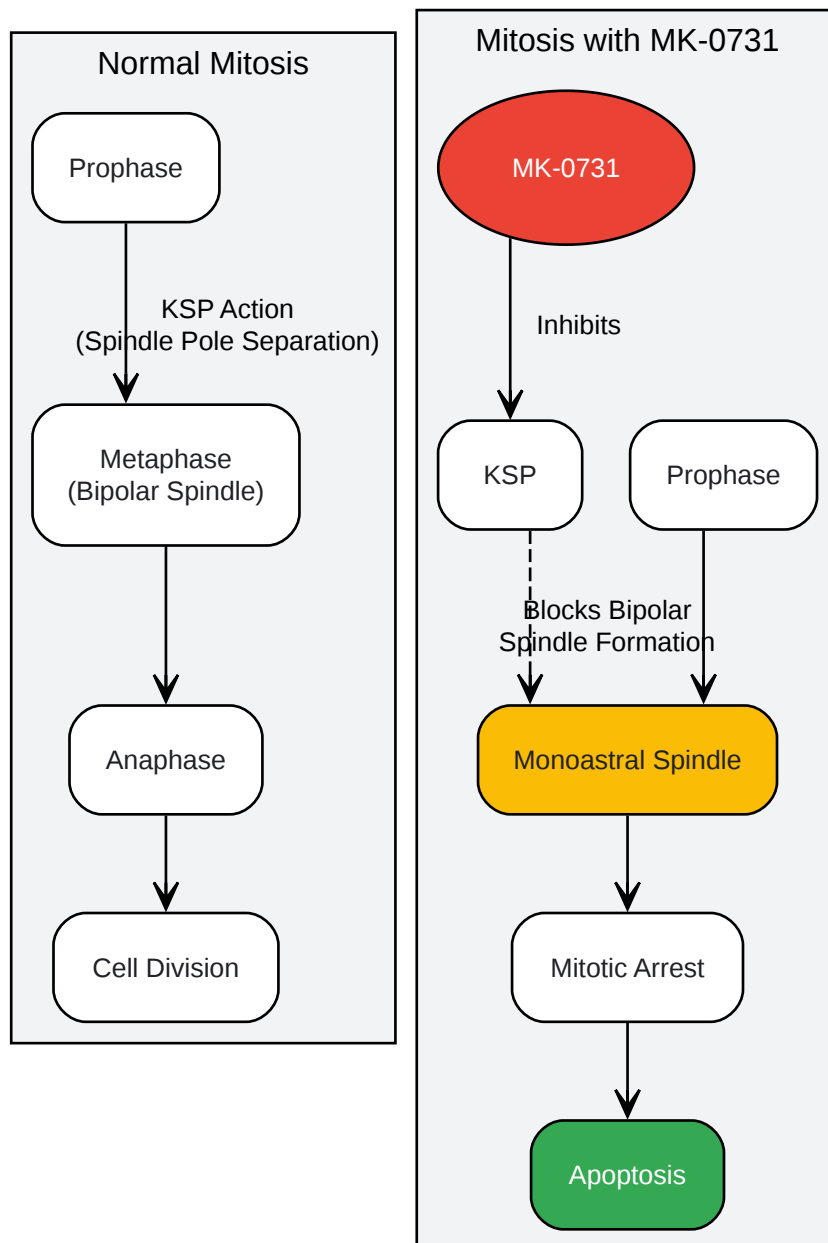 Normal Mitosis
Prophase
KSP Action
(Spindle Pole Separation)
Metaphase
(Bipolar Spindle)
Anaphase
Cell Division
Mitosis with MK-0731
MK-0731
Inhibits
KSP
Prophase
Blocks Bipolar
Spindle Formation
Monoastral Spindle
Mitotic Arrest
Apoptosis